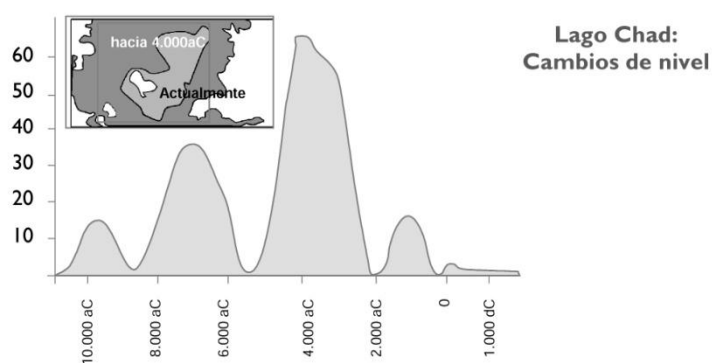 Lago Chad:
Cambios de nivel
hacia 4.000aC
Actualmente
60
50
40
30
20
10
10.000 aC
8.000 aC
6.000 aC
4.000 aC
2.000 aC
0
1.000 dC